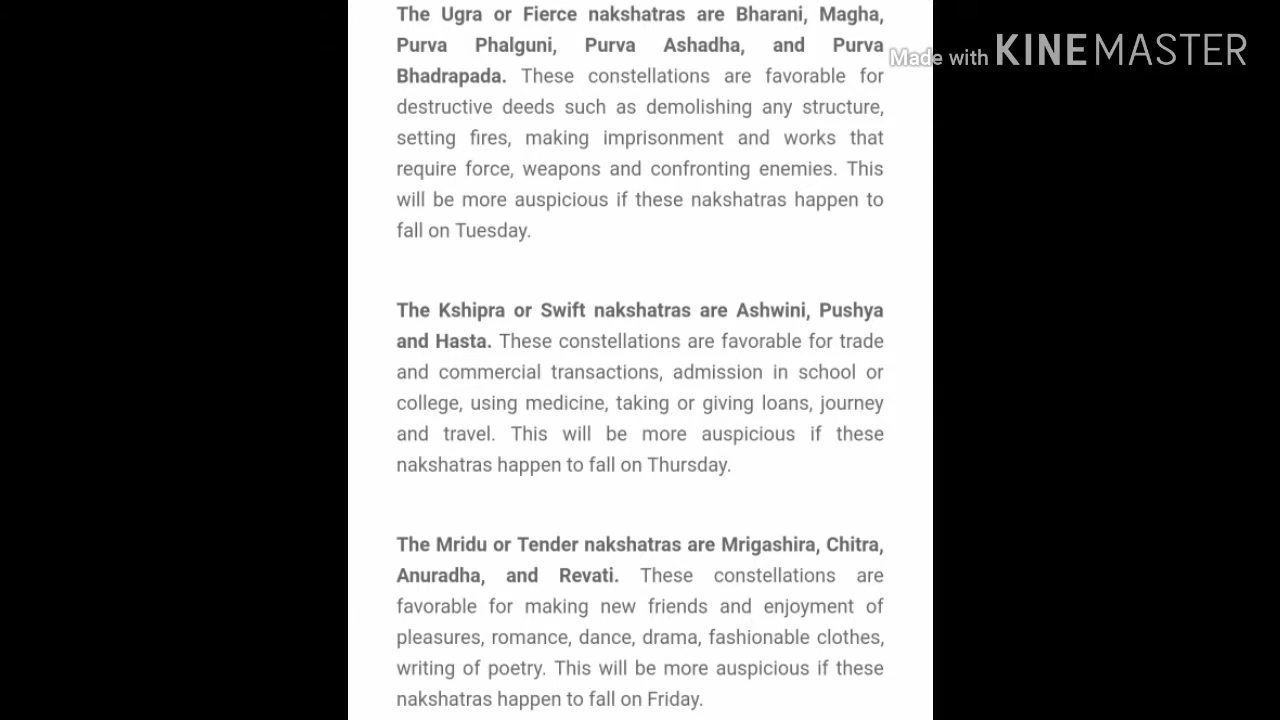 The Ugra or Fierce nakshatras are Bharani, Magha,
Purva Phalguni, Purva Ashadha, and Purva
Bhadrapada. These constellations are favorable for
destructive deeds such as demolishing any structure,
setting fires, making imprisonment and works that
require force, weapons and confronting enemies. This
will be more auspicious if these nakshatras happen to
fall on Tuesday.
Made with KINEMASTER
The Kshipra or Swift nakshatras are Ashwini, Pushya
and Hasta. These constellations are favorable for trade
and commercial transactions, admission in school or
college, using medicine, taking or giving loans, journey
and travel. This will be more auspicious if these
nakshatras happen to fall on Thursday.
The Mridu or Tender nakshatras are Mrigashira, Chitra,
Anuradha, and Revati. These constellations are
favorable for making new friends and enjoyment of
pleasures, romance, dance, drama, fashionable clothes,
writing of poetry. This will be more auspicious if these
nakshatras happen to fall on Friday.